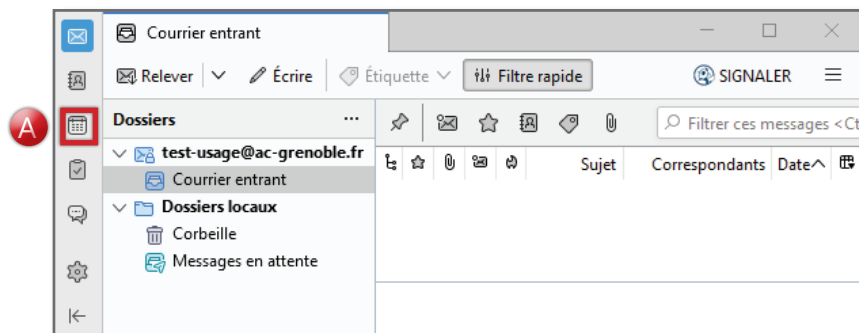 Courrier entrant
Relever Écrire Étiquette Filtre rapide SIGNALER
A
Dossiers
Filtrer ces messages <Ct
test-usage@ac-grenoble.fr
Sujet Correspondants Date
Courrier entrant
Dossiers locaux
Corbeille
Messages en attente